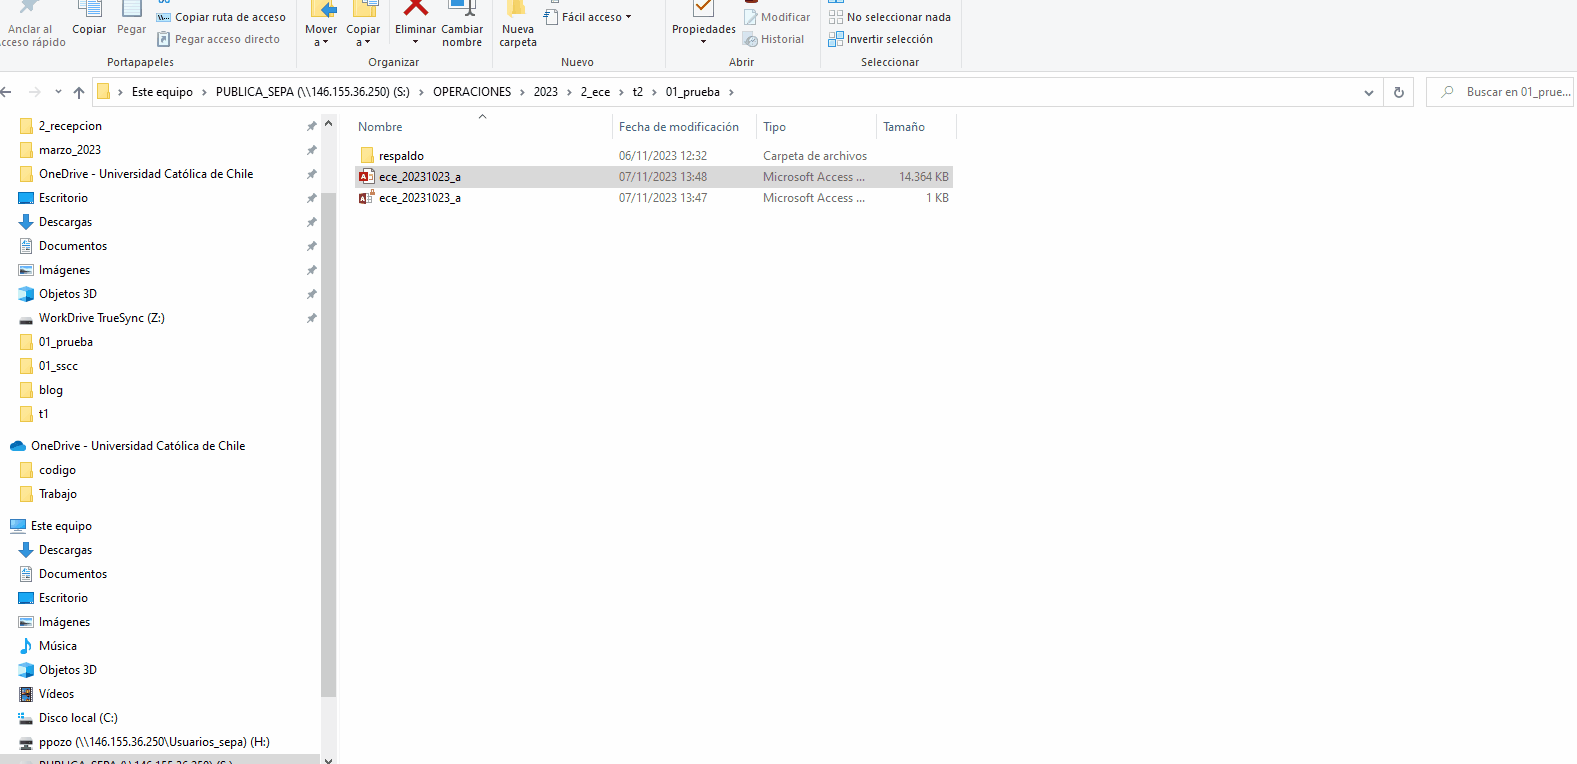 Anclar al
cceso rápido
Copiar
Pegar
Copiar ruta de acceso
Pegar acceso directo
Portapapeles
Mover
a
Copiar
a
Eliminar
Cambiar
nombre
Organizar
Nueva
carpeta
Fácil acceso
Nuevo
Propiedades
Modificar
Historial
Abrir
No seleccionar nada
Invertir selección
Seleccionar
Este equipo > PUBLICA_SEPA (\\146.155.36.250) (S:) > OPERACIONES > 2023 > 2_ece > t2 > 01_prueba >
Buscar en 01_prue...
2_recepcion
marzo_2023
OneDrive - Universidad Católica de Chile
Escritorio
Descargas
Documentos
Imágenes
Objetos 3D
WorkDrive TrueSync (Z:)
01_prueba
01_sscc
blog
t1
OneDrive - Universidad Católica de Chile
codigo
Trabajo
Este equipo
Descargas
Documentos
Escritorio
Imágenes
Música
Objetos 3D
Vídeos
Disco local (C:)
ppozo (\\146.155.36.250\Usuarios_sepa) (H:)
PUBLICA_SEPA (\\146.155.36.250) (S:)
Nombre Fecha de modificación Tipo Tamaño
respaldo 06/11/2023 12:32 Carpeta de archivos
ece_20231023_a 07/11/2023 13:48 Microsoft Access ... 14.364 KB
ece_20231023_a 07/11/2023 13:47 Microsoft Access ... 1 KB